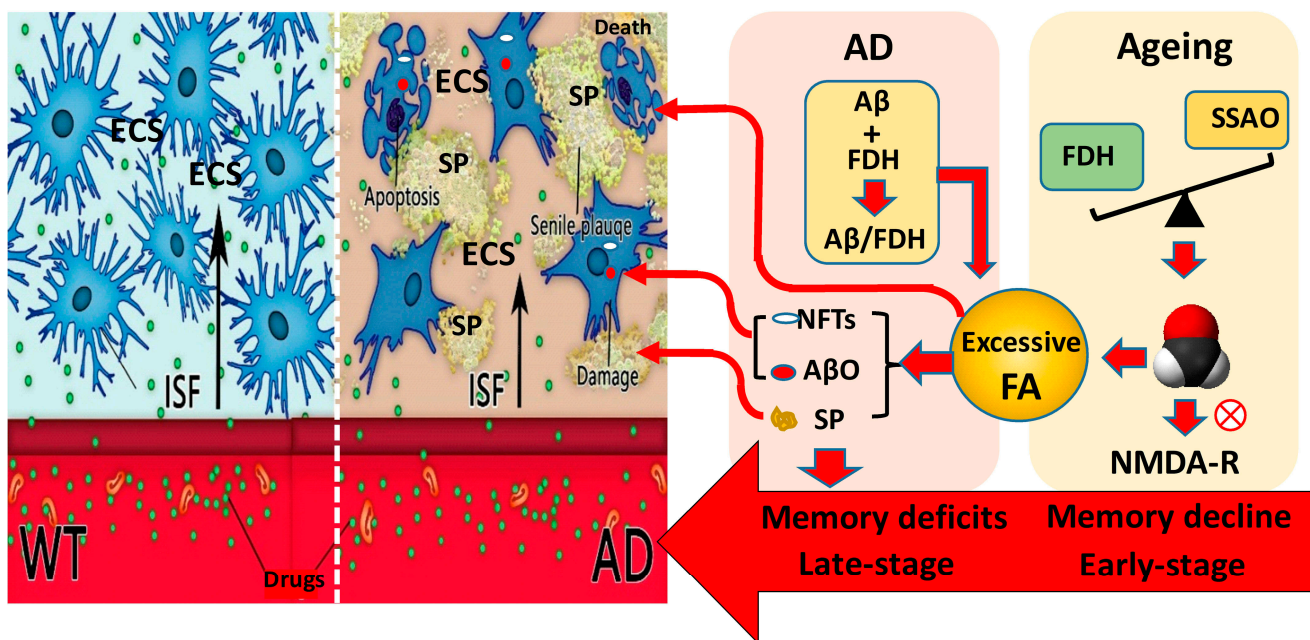 ECS
ECS
ISF
WT
Drugs
Death
ECS
SP
SP
Apoptosis
Senile plauqe
ECS
SP
ISF
Damage
AD
AD
Aβ
+
FDH
Aβ/FDH
NFTs
AβO
SP
Excessive
FA
Ageing
SSAO
FDH
NMDA-R
Memory deficits
Late-stage
Memory decline
Early-stage